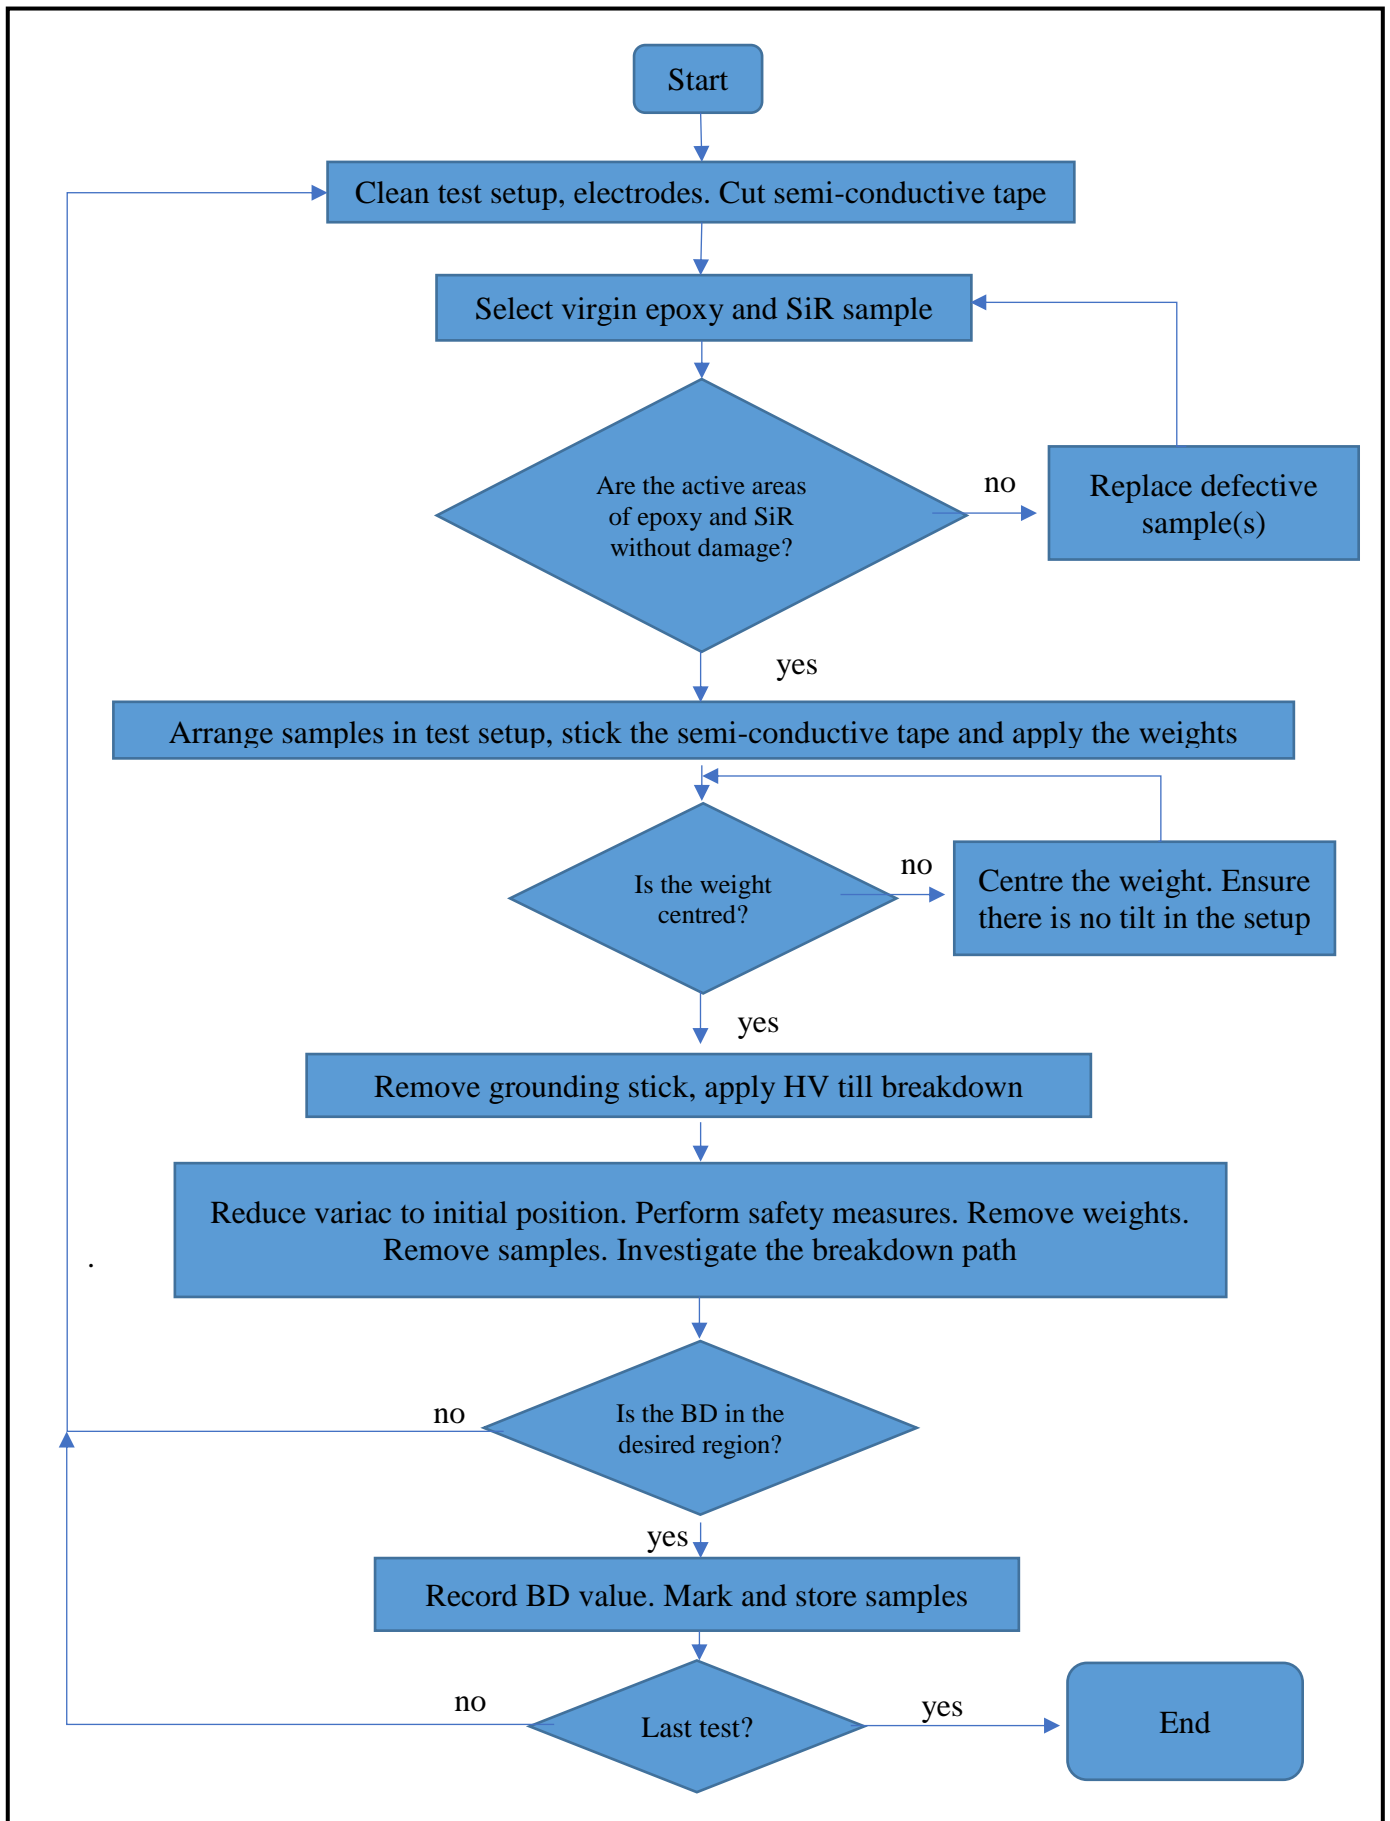 Start
Clean test setup, electrodes. Cut semi-conductive tape
Select virgin epoxy and SiR sample
Are the active areas
of epoxy and SiR
without damage?
no
Replace defective
sample(s)
yes
Arrange samples in test setup, stick the semi-conductive tape and apply the weights
Is the weight
centred?
no
Centre the weight. Ensure
there is no tilt in the setup
yes
Remove grounding stick, apply HV till breakdown
Reduce variac to initial position. Perform safety measures. Remove weights.
Remove samples. Investigate the breakdown path
.
no
Is the BD in the
desired region?
yes
Record BD value. Mark and store samples
no
Last test?
yes
End